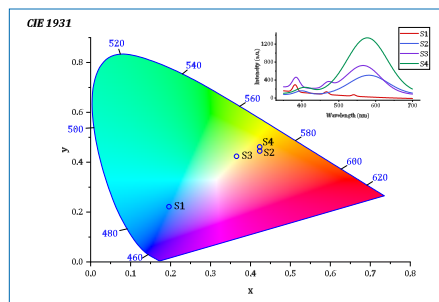 CIE 1931
520
540
560
580
600
620
500
480
460
S1
S2
S3
S4
0.8
0.6
0.4
0.2
0.0
y
0.0 0.1 0.2 0.3 0.4 0.5 0.6 0.7 0.8
x
1200
800
400
0
Intensity (u.A)
400 500 600 700
Wavelength (nm)
S1
S2
S3
S4